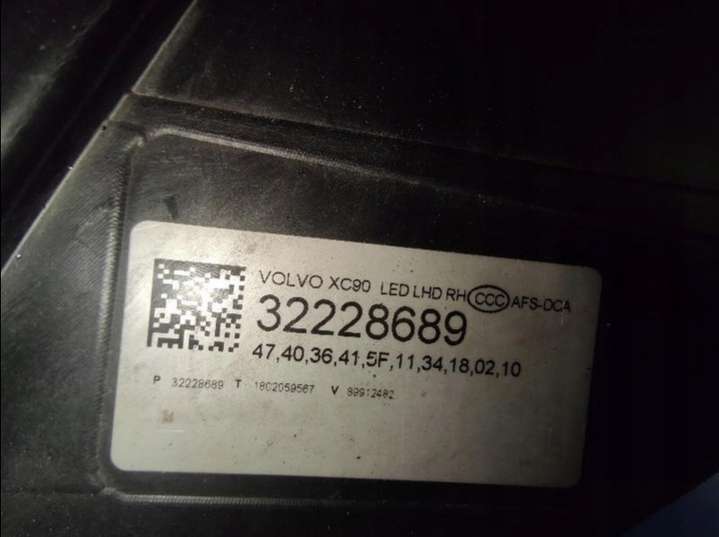 VOLVO XC90 LED LHD RH CCC AFS-DCA
32228689
47,40,36,41,5F,11,34,18,02,10
P 32228689 T 1802059567 V 89912482